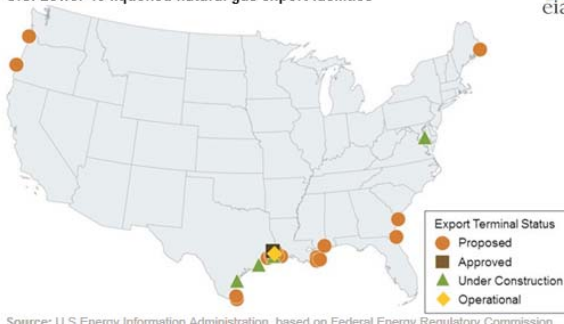 eia
Export Terminal Status
Proposed
Approved
Under Construction
Operational
Source: U.S Energy Information Administration, based on Federal Energy Regulatory Commission